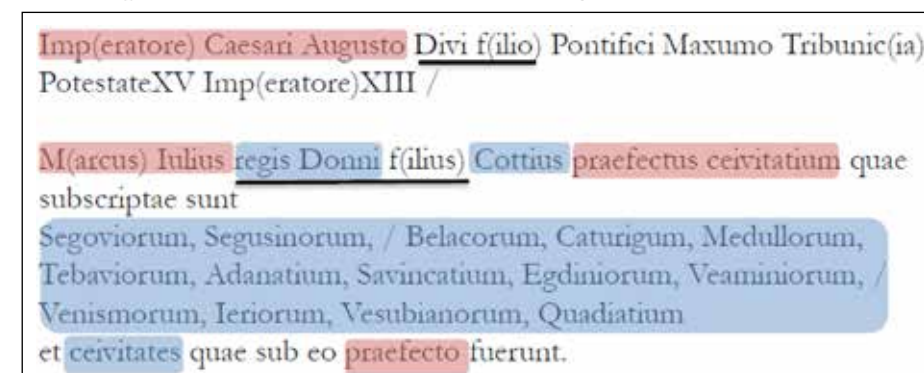 Imp(eratore) Caesari Augusto Divi f(ilio) Pontifici Maxumo Tribunic(ia)
PotestateXV Imp(eratore)XIII /
M(arcus) Iulius regis Donni f(ilius) Cottius praefectus ceivitatium quae
subscriptae sunt
Segoviorum, Segusinorum, / Belacorum, Caturigum, Medullorum,
Tebaviorum, Adanatium, Savincatium, Egdiniorum, Veaminiorum, /
Venismorum, Ieriorum, Vesubianorum, Quadiatium
et ceivitates quae sub eo praefecto fuerunt.